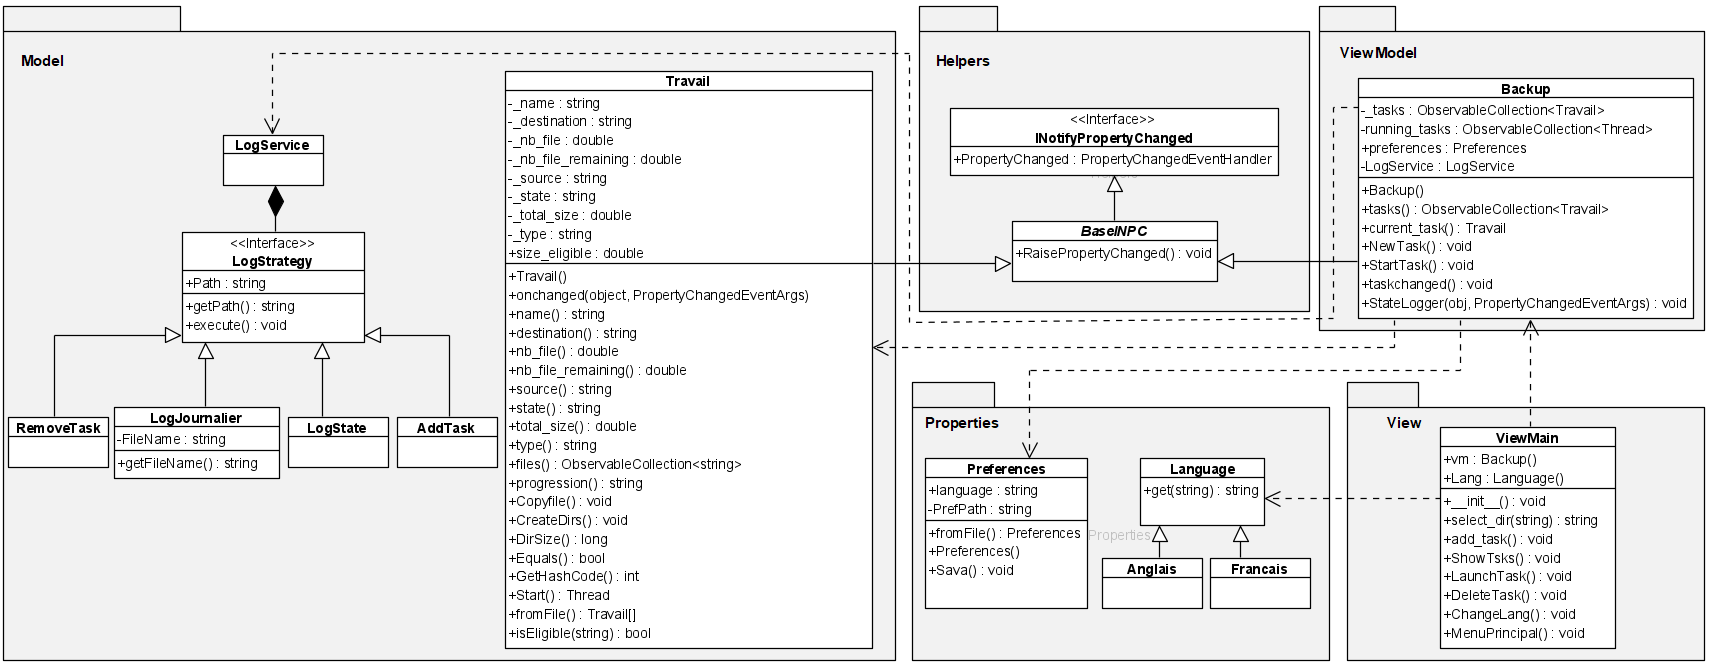 Model
LogService
<<Interface>>
LogStrategy
+Path : string
+getPath() : string
+execute() : void
RemoveTask
LogJournalier
-FileName : string
+getFileName() : string
LogState
AddTask
Travail
-_name : string
-_destination : string
-_nb_file : double
-_nb_file_remaining : double
-_source : string
-_state : string
-_total_size : double
-_type : string
+size_eligible : double
+Travail()
+onchanged(object, PropertyChangedEventArgs)
+name() : string
+destination() : string
+nb_file() : double
+nb_file_remaining() : double
+source() : string
+state() : string
+total_size() : double
+type() : string
+files() : ObservableCollection<string>
+progression() : string
+Copyfile() : void
+CreateDirs() : void
+DirSize() : long
+Equals() : bool
+GetHashCode() : int
+Start() : Thread
+fromFile() : Travail[]
+isEligible(string) : bool
Helpers
<<Interface>>
INotifyPropertyChanged
+PropertyChanged : PropertyChangedEventHandler
BaseINPC
+RaisePropertyChanged() : void
ViewModel
Backup
-_tasks : ObservableCollection<Travail>
-running_tasks : ObservableCollection<Thread>
+preferences : Preferences
-LogService : LogService
+Backup()
+tasks() : ObservableCollection<Travail>
+current_task() : Travail
+NewTask() : void
+StartTask() : void
+taskchanged() : void
+StateLogger(obj, PropertyChangedEventArgs) : void
Properties
Preferences
+language : string
-PrefPath : string
+fromFile() : Preferences
+Preferences()
+Sava() : void
Properties
Language
+get(string) : string
Anglais
Francais
View
ViewMain
+vm : Backup()
+Lang : Language()
+__init__() : void
+select_dir(string) : string
+add_task() : void
+ShowTsks() : void
+LaunchTask() : void
+DeleteTask() : void
+ChangeLang() : void
+MenuPrincipal() : void